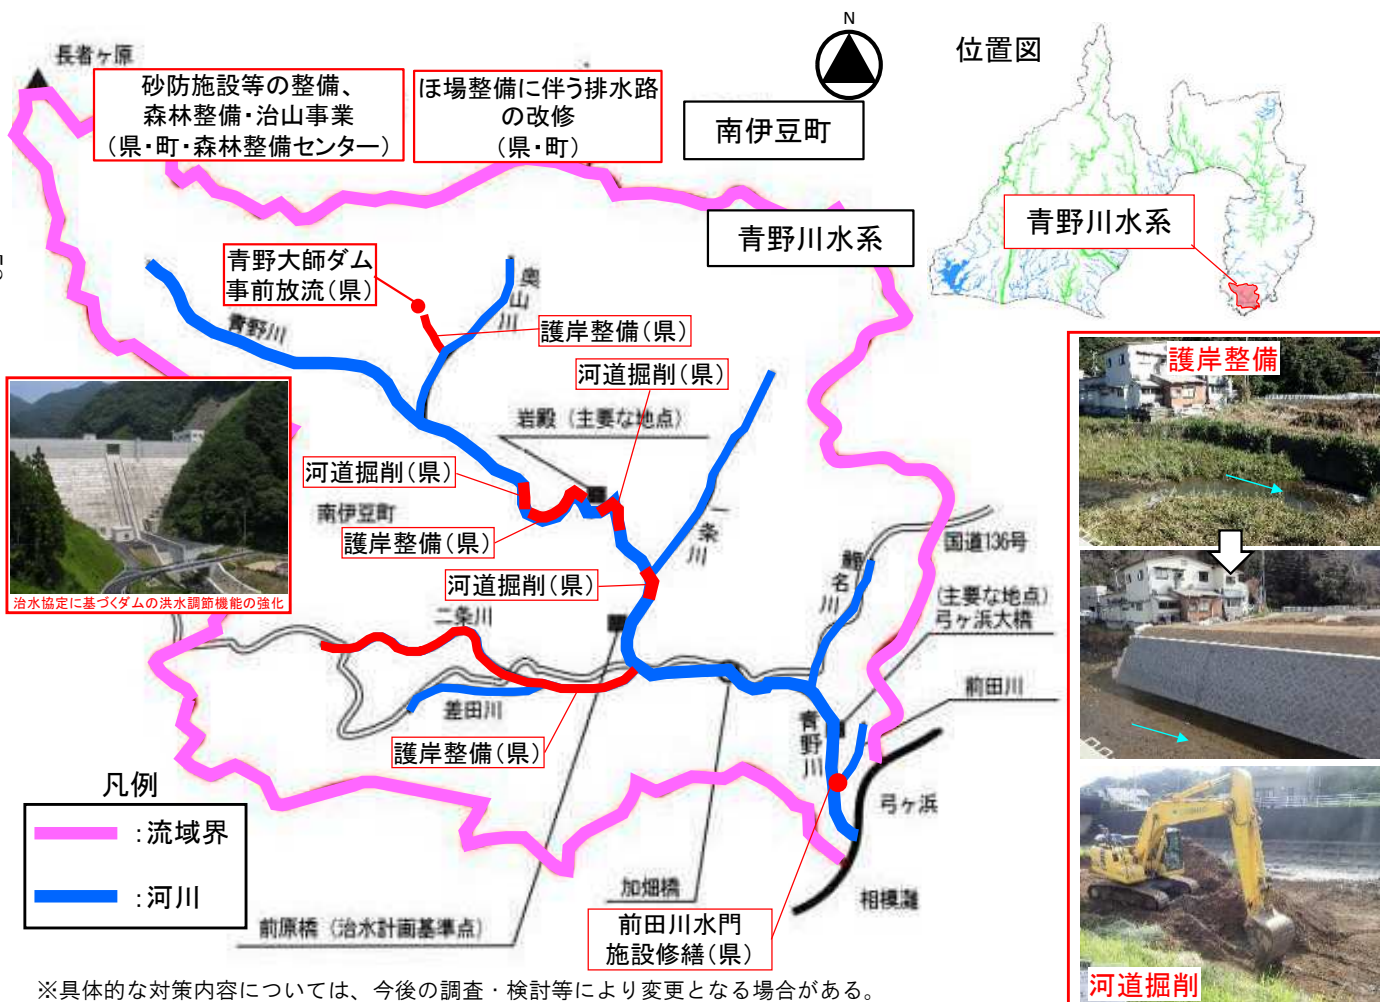 長者ヶ原
砂防施設等の整備、
森林整備・治山事業
（県・町・森林整備センター）
ほ場整備に伴う排水路
の改修
（県・町）
N
南伊豆町
位置図
青野川水系
青野川水系
青野大師ダム
事前放流（県）
奥山川
青野川
護岸整備（県）
河道掘削（県）
岩殿（主要な地点）
河道掘削（県）
南伊豆町
護岸整備（県）
一条川
河道掘削（県）
治水協定に基づくダムの洪水調節機能の強化
二条川
鯉名川
国道136号
（主要な地点）
弓ヶ浜大橋
前田川
差田川
護岸整備（県）
青野川
弓ヶ浜
相模灘
加畑橋
前原橋（治水計画基準点）
前田川水門
施設修繕（県）
凡例
：流域界
：河川
護岸整備
河道掘削
※具体的な対策内容については、今後の調査・検討等により変更となる場合がある。